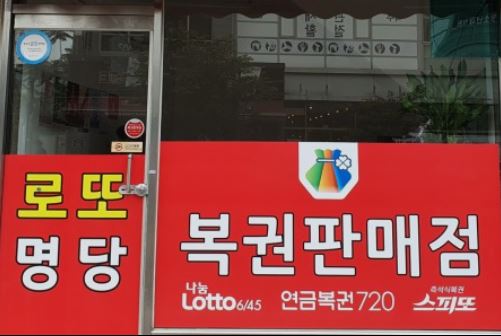 로또
명당
복권판매점
나눔
Lotto 6/45
연금복권720
즉석식복권
스피또